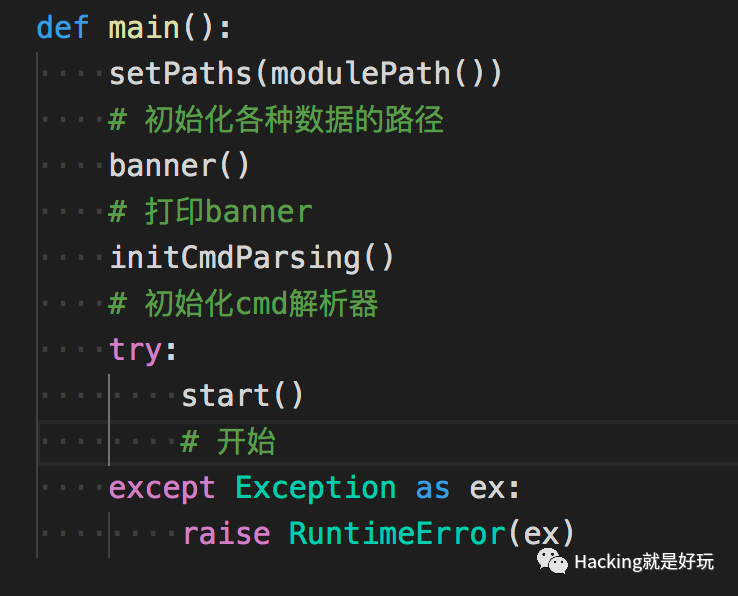 def main():
    setPaths(modulePath())
    # 初始化各种数据的路径
    banner()
    # 打印banner
    initCmdParsing()
    # 初始化cmd解析器
    try:
        start()
        # 开始
    except Exception as ex:
        raise RuntimeError(ex)
Hacking就是好玩